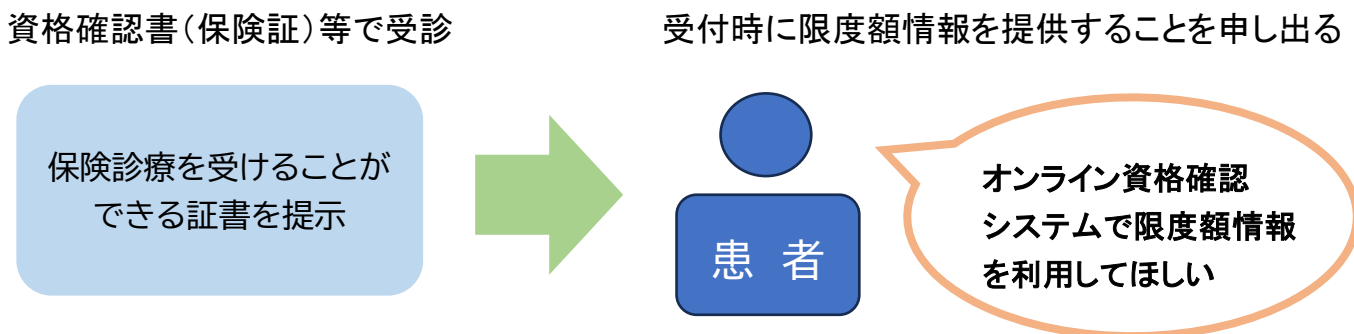 資格確認書(保険証)等で受診
受付時に限度額情報を提供することを申し出る
保険診療を受けることが
できる証書を提示
患 者
オンライン資格確認
システムで限度額情報
を利用してほしい